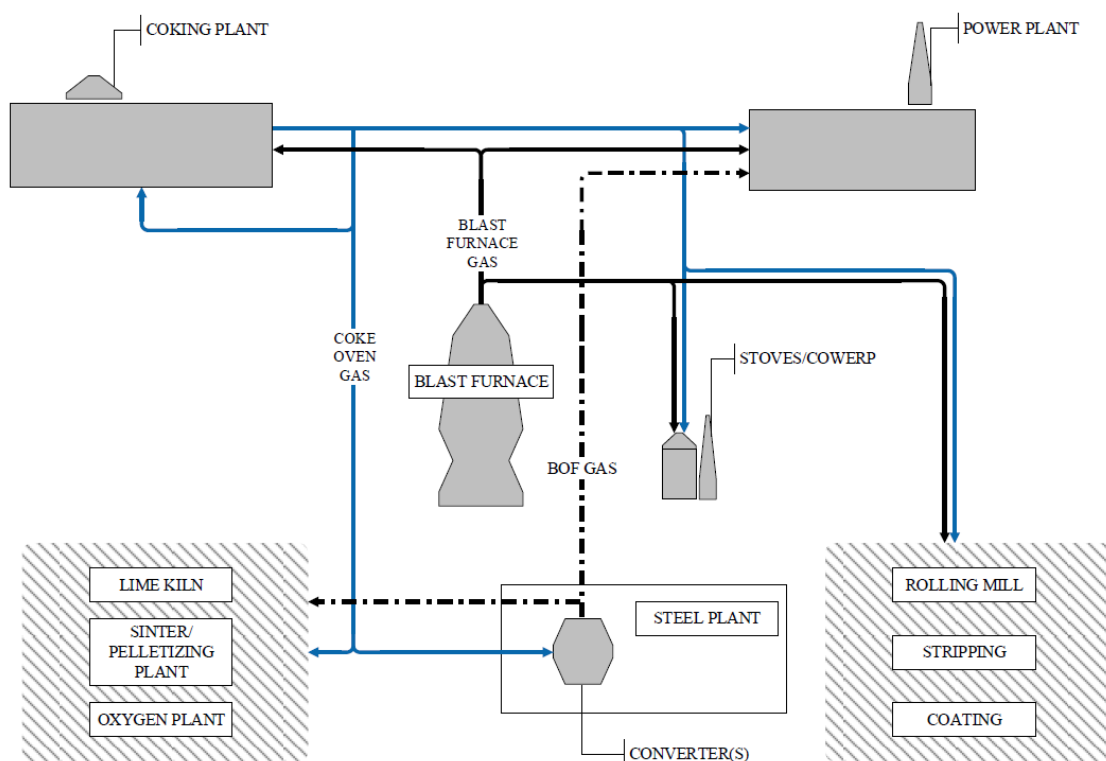 COKING PLANT
POWER PLANT
BLAST
FURNACE
GAS
COKE
OVEN
GAS
BLAST FURNACE
STOVES/COWERP
BOF GAS
LIME KILN
SINTER/
PELLETIZING
PLANT
OXYGEN PLANT
STEEL PLANT
CONVERTER(S)
ROLLING MILL
STRIPPING
COATING